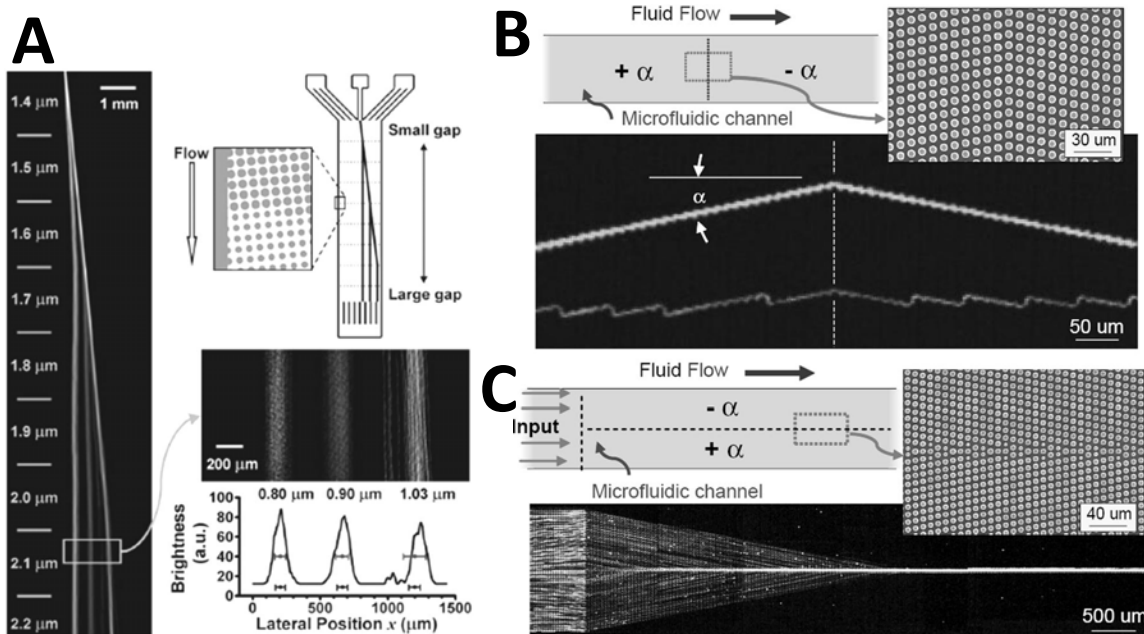 A
1 mm
1.4 μm
1.5 μm
1.6 μm
1.7 μm
1.8 μm
1.9 μm
2.0 μm
2.1 μm
2.2 μm
Flow
Small gap
Large gap
200 μm
0.80 μm 0.90 μm 1.03 μm
Brightness
(a.u.)
100
80
60
40
20
0
0 500 1000 1500
Lateral Position x (μm)
B
Fluid Flow
+ α - α
Microfluidic channel
30 um
α
50 um
C
Fluid Flow
Input
- α
+ α
Microfluidic channel
40 um
500 um